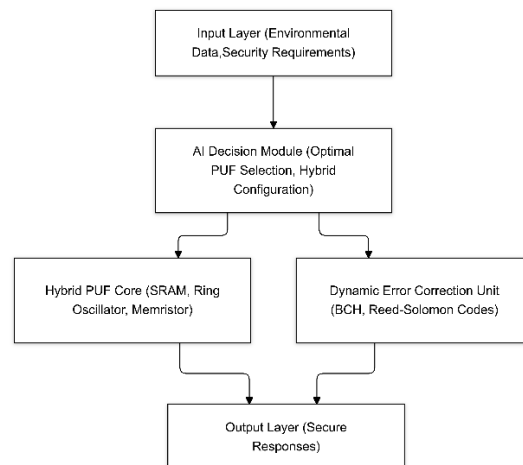 Input Layer (Environmental
Data,Security Requirements)
AI Decision Module (Optimal
PUF Selection, Hybrid
Configuration)
Hybrid PUF Core (SRAM, Ring
Oscillator, Memristor)
Dynamic Error Correction Unit
(BCH, Reed-Solomon Codes)
Output Layer (Secure
Responses)